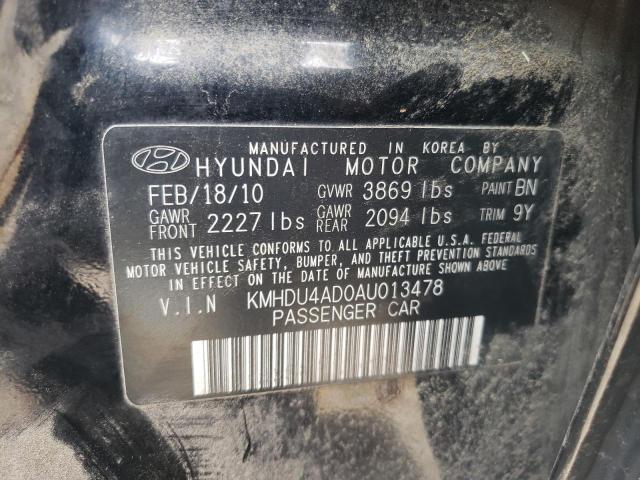 MANUFACTURED IN KOREA BY
HYUNDAI MOTOR COMPANY
FEB/18/10 GVWR 3869 lbs PAINT BN
GAWR FRONT 2227 lbs GAWR REAR 2094 lbs TRIM 9Y
THIS VEHICLE CONFORMS TO ALL APPLICABLE U.S.A. FEDERAL
MOTOR VEHICLE SAFETY, BUMPER, AND THEFT PREVENTION STANDARDS
IN EFFECT ON THE DATE OF MANUFACTURE SHOWN ABOVE.
V.I.N KMHDU4AD0AU013478
PASSENGER CAR